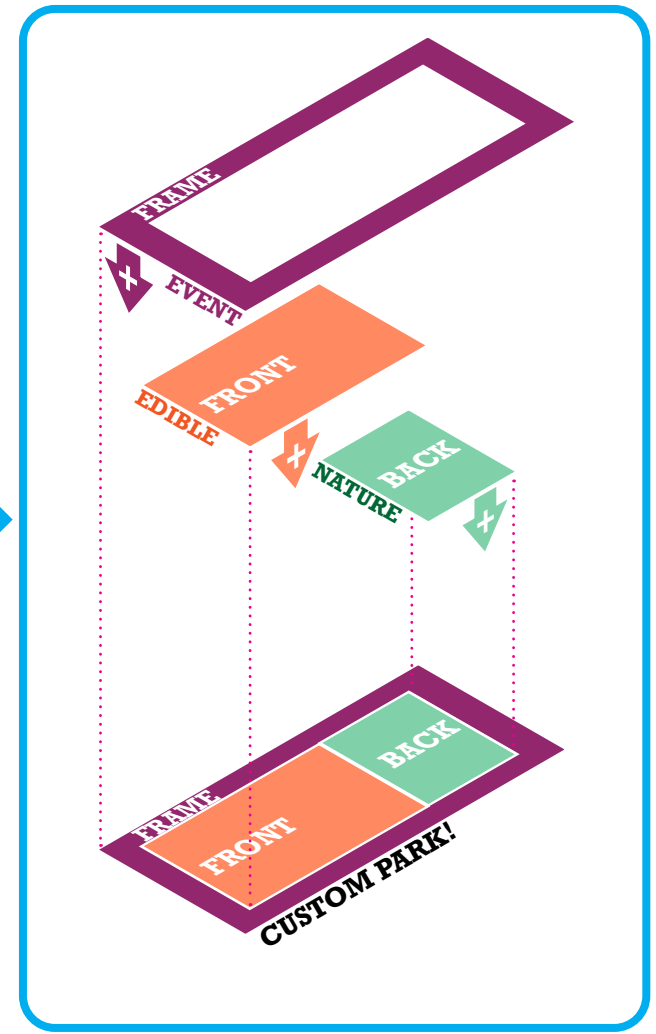 FRAME
+
EVENT
FRONT
EDIBLE
+
BACK
NATURE
+
BACK
FRAME
FRONT
CUSTOM PARK!